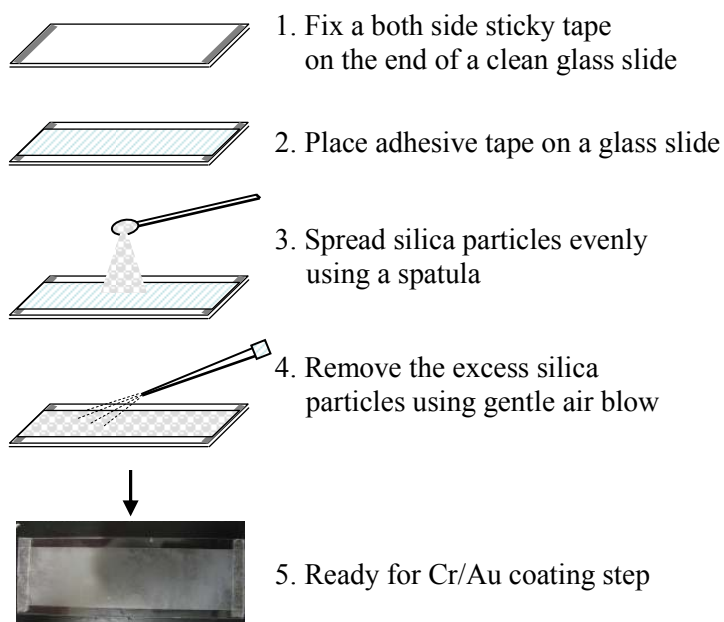 1. Fix a both side sticky tape
on the end of a clean glass slide
2. Place adhesive tape on a glass slide
3. Spread silica particles evenly
using a spatula
4. Remove the excess silica
particles using gentle air blow
5. Ready for Cr/Au coating step